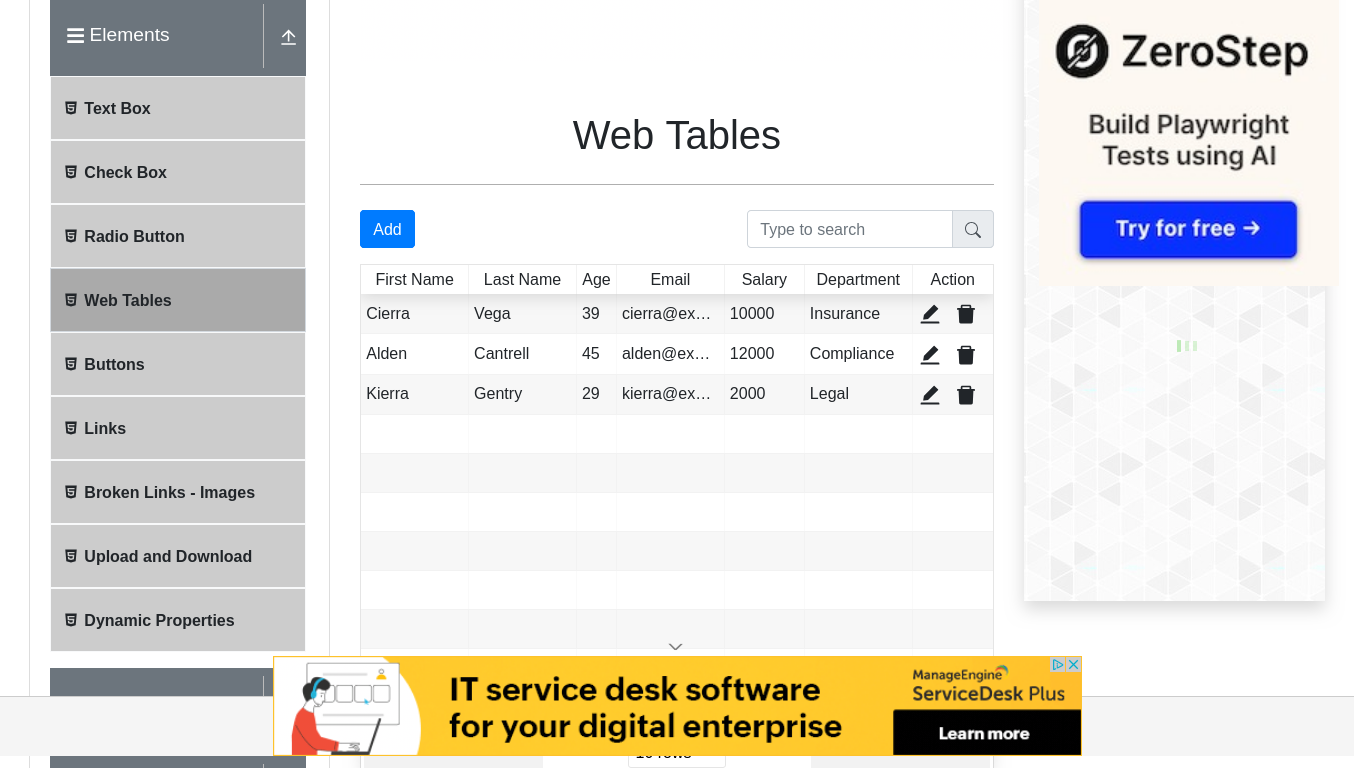 Elements
Text Box
Check Box
Radio Button
Web Tables
Buttons
Links
Broken Links - Images
Upload and Download
Dynamic Properties
Web Tables
Add
Type to search
First Name Last Name Age Email Salary Department Action
Cierra Vega 39 cierra@ex… 10000 Insurance
Alden Cantrell 45 alden@ex… 12000 Compliance
Kierra Gentry 29 kierra@ex… 2000 Legal
ZeroStep
Build Playwright
Tests using AI
Try for free →
IT service desk software
for your digital enterprise
ManageEngine
ServiceDesk Plus
Learn more